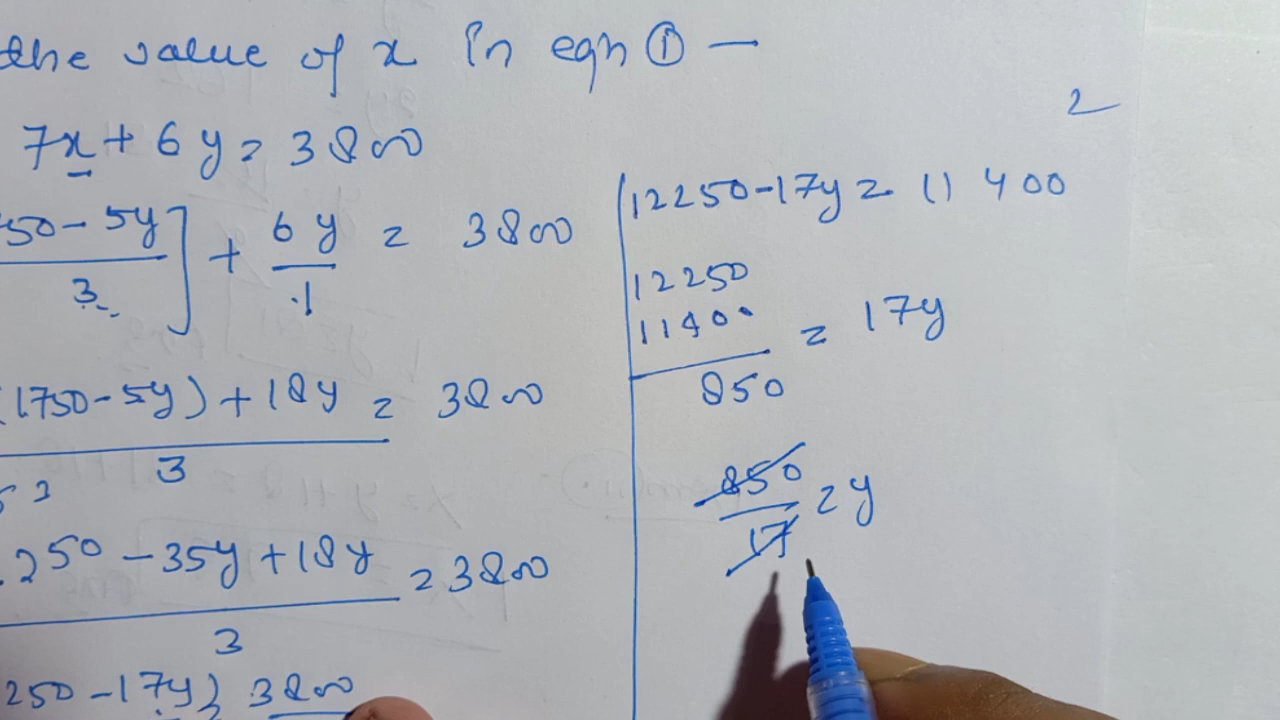 the value of x in eqn ① —
7x + 6y = 3800
50 - 5y ] + 6y = 3800
3 1
(1750 - 5y) + 18y = 3800
3
250 - 35y + 18y = 3800
3
250 - 17y = 3800
2
12250 - 17y = 11400
12250
11400 = 17y
850
850 = y
17